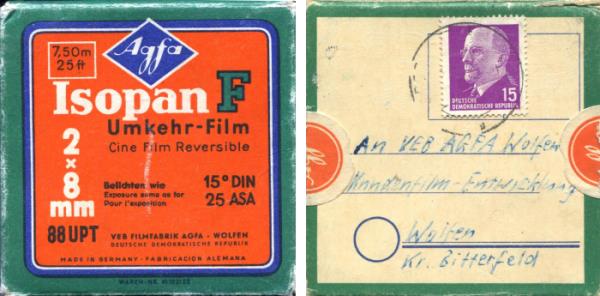 7,50m
25 ft
Agfa
Isopan F
Umkehr-Film
Cine Film Reversible
2 x 8 mm
Belichten wie
Exposure same as for
Pour l'exposition
15° DIN
25 ASA
88 UPT
VEB FILMFABRIK AGFA - WOLFEN
DEUTSCHE DEMOKRATISCHE REPUBLIK
MADE IN GERMANY - FABRICACION ALEMANA
15
DEUTSCHE
DEMOKRATISCHE REPUBLIK
An VEB AGFA Wolfen
Kundenfilm-Entwicklung
Wolfen
Kr. Bitterfeld